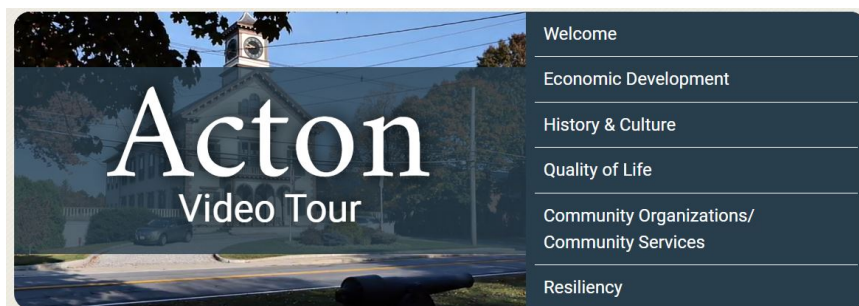 Acton
Video Tour
Welcome
Economic Development
History & Culture
Quality of Life
Community Organizations/
Community Services
Resiliency